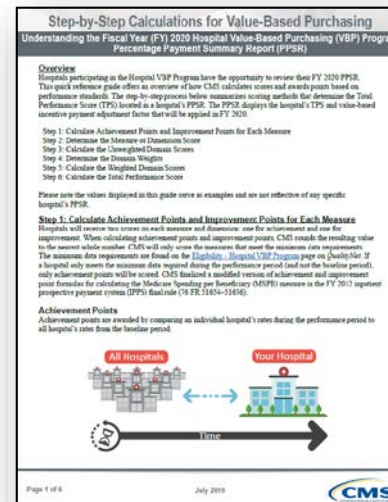 Step-by-Step Calculations for Value-Based Purchasing
Understanding the Fiscal Year (FY) 2020 Hospital Value-Based Purchasing (VBP) Progra
Percentage Payment Summary Report (PPSR)
Overview
Hospitals participating in the Hospital VBP Program have the opportunity to review their FY 2020 PPSR.
This quick reference guide offers an overview of how CMS calculates scores and awards points based on
performance standards. The step-by-step process below summarizes scoring methods that determine the Total
Performance Score (TPS) located in a hospital's PPSR. The PPSR displays the hospital's TPS and value-based
incentive payment adjustment factor that will be applied in FY 2020.
Step 1: Calculate Achievement Points and Improvement Points for Each Measure
Step 2: Determine the Measure or Dimension Score
Step 3: Calculate the Unweighted Domain Scores
Step 4: Determine the Domain Weights
Step 5: Calculate the Weighted Domain Scores
Step 6: Calculate the Total Performance Score
Please note the values displayed in this guide serve as examples and are not reflective of any specific
hospital's PPSR.
Step 1: Calculate Achievement Points and Improvement Points for Each Measure
Hospitals will receive two scores on each measure and dimension: one for achievement and one for
improvement. When calculating achievement points and improvement points, CMS rounds the resulting value
to the nearest whole number. CMS will only score the measures that meet the minimum data requirements.
The minimum data requirements are found on the Eligibility - Hospital VBP Program page on QualityNet. If
a hospital only meets the minimum data required during the performance period (and not the baseline period),
only achievement points will be scored. CMS finalized a modified version of achievement and improvement
point formulas for calculating the Medicare Spending per Beneficiary (MSPB) measure in the FY 2012 inpatient
prospective payment system (IPPS) final rule (76 FR 51654–51656).
Achievement Points
Achievement points are awarded by comparing an individual hospital's rates during the performance period to
all hospital's rates from the baseline period:
All Hospitals
Your Hospital
Time
Page 1 of 6
July 2019
CMS